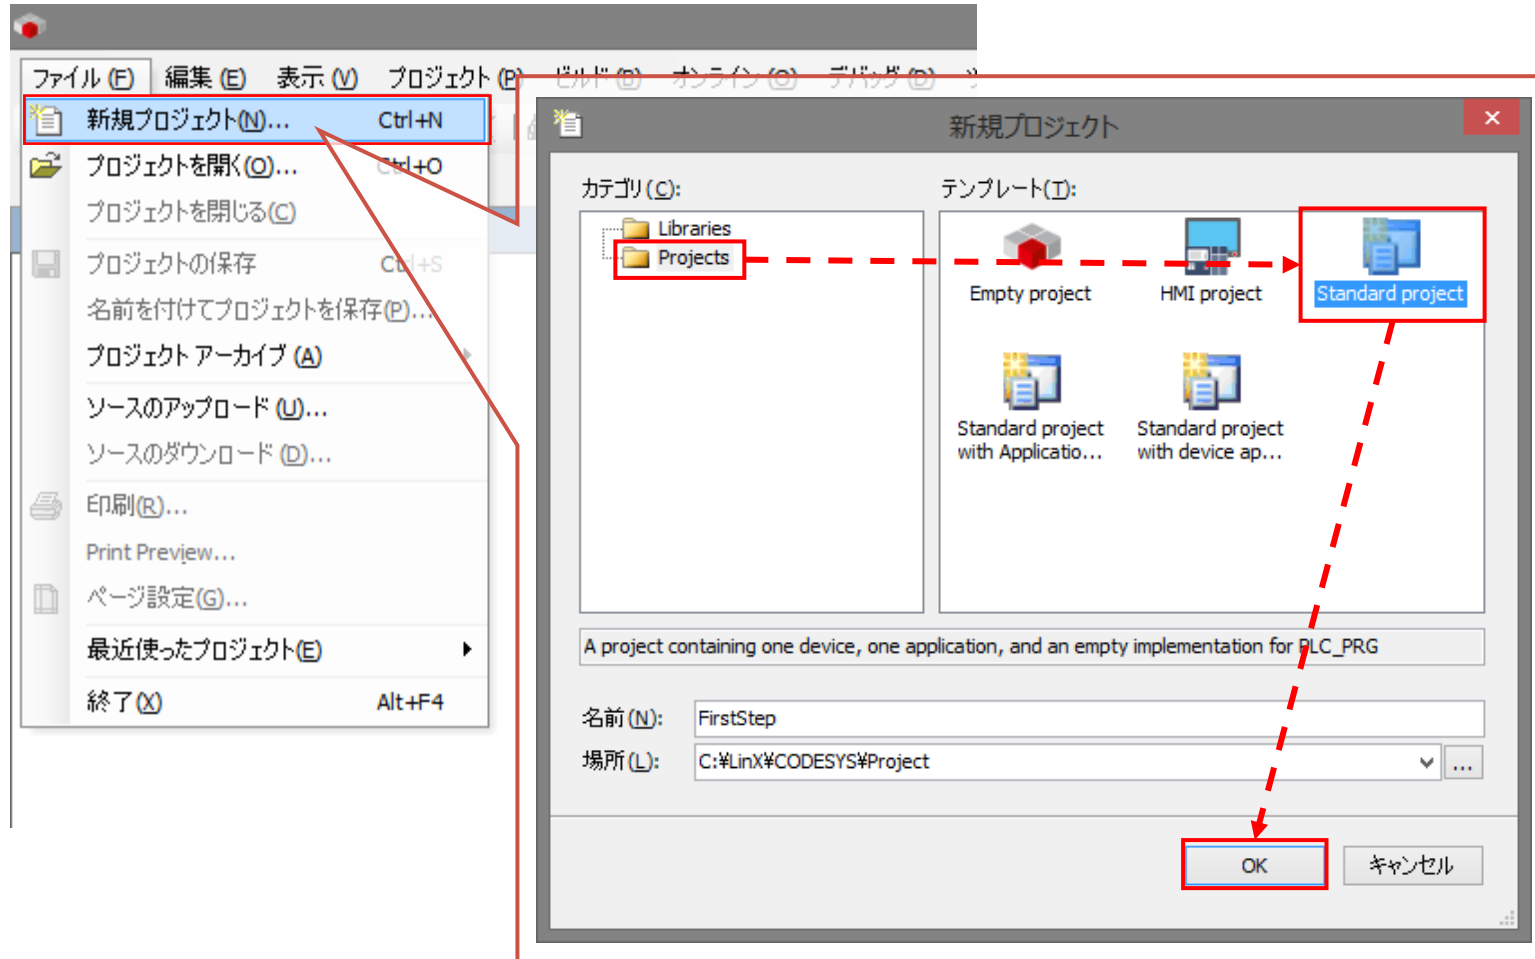 ファイル (F) 編集 (E) 表示 (V) プロジェクト (P) ビルド (B) オンライン (O) デバッグ (D)
新規プロジェクト(N)... Ctrl+N
プロジェクトを開く(O)... Ctrl+O
プロジェクトを閉じる(C)
プロジェクトの保存 Ctrl+S
名前を付けてプロジェクトを保存(P)...
プロジェクト アーカイブ (A)
ソースのアップロード (U)...
ソースのダウンロード (D)...
印刷(R)...
Print Preview...
ページ設定(G)...
最近使ったプロジェクト(E)
終了(X) Alt+F4
新規プロジェクト
カテゴリ(C):
Libraries
Projects
テンプレート(T):
Empty project
HMI project
Standard project
Standard project
with Applicatio...
Standard project
with device ap...
A project containing one device, one application, and an empty implementation for PLC_PRG
名前(N): FirstStep
場所(L): C:¥LinX¥CODESYS¥Project
...
OK
キャンセル